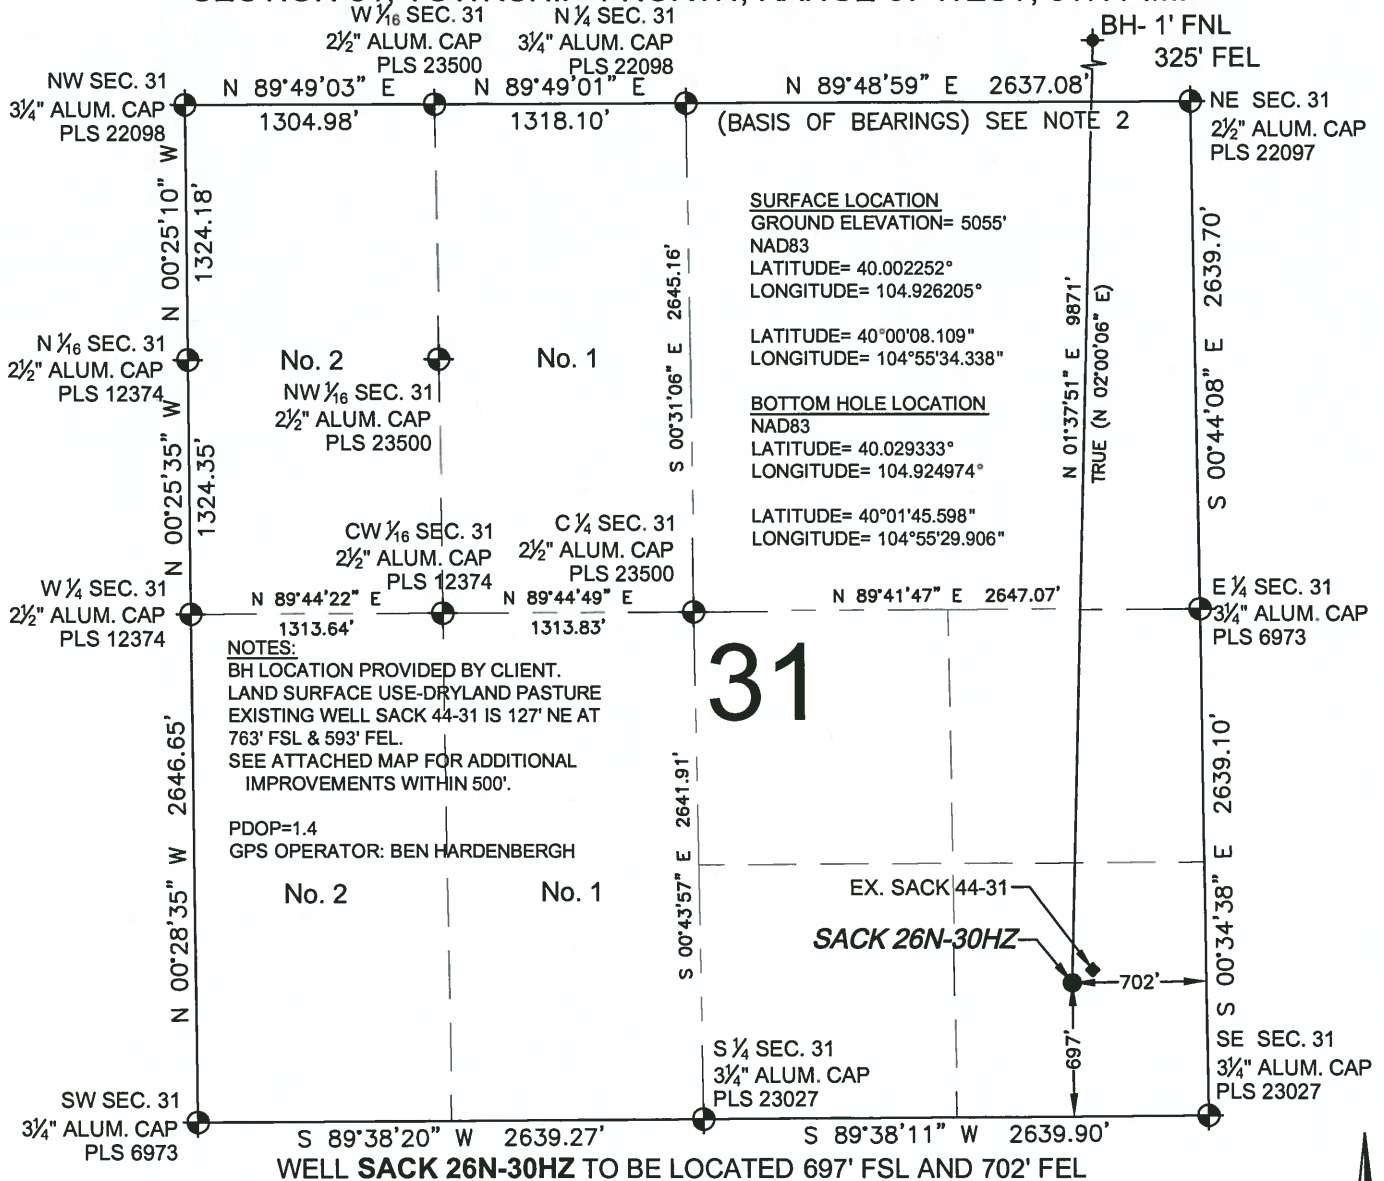 W 1/16 SEC. 31
2½" ALUM. CAP
PLS 23500
N ¼ SEC. 31
3¼" ALUM. CAP
PLS 22098
BH- 1' FNL
325' FEL
NW SEC. 31
3¼" ALUM. CAP
PLS 22098
N 89°49'03" E
1304.98'
N 89°49'01" E
1318.10'
N 89°48'59" E 2637.08'
(BASIS OF BEARINGS) SEE NOTE 2
NE SEC. 31
2½" ALUM. CAP
PLS 22097
N 00°25'10" W
1324.18'
SURFACE LOCATION
GROUND ELEVATION= 5055'
NAD83
LATITUDE= 40.002252°
LONGITUDE= 104.926205°
LATITUDE= 40°00'08.109"
LONGITUDE= 104°55'34.338"
BOTTOM HOLE LOCATION
NAD83
LATITUDE= 40.029333°
LONGITUDE= 104.924974°
LATITUDE= 40°01'45.598"
LONGITUDE= 104°55'29.906"
S 00°31'06" E 2645.16'
N 01°37'51" E 9871'
TRUE (N 02°00'06" E)
S 00°44'08" E 2639.70'
N 1/16 SEC. 31
2½" ALUM. CAP
PLS 12374
No. 2
No. 1
NW 1/16 SEC. 31
2½" ALUM. CAP
PLS 23500
N 00°25'35" W
1324.35'
CW 1/16 SEC. 31
2½" ALUM. CAP
PLS 12374
C ¼ SEC. 31
2½" ALUM. CAP
PLS 23500
W ¼ SEC. 31
2½" ALUM. CAP
PLS 12374
N 89°44'22" E
1313.64'
N 89°44'49" E
1313.83'
N 89°41'47" E 2647.07'
E ¼ SEC. 31
3¼" ALUM. CAP
PLS 6973
31
NOTES:
BH LOCATION PROVIDED BY CLIENT.
LAND SURFACE USE-DRYLAND PASTURE
EXISTING WELL SACK 44-31 IS 127' NE AT
763' FSL & 593' FEL.
SEE ATTACHED MAP FOR ADDITIONAL
IMPROVEMENTS WITHIN 500'.
PDOP=1.4
GPS OPERATOR: BEN HARDENBERGH
N 00°28'35" W 2646.65'
S 00°43'57" E 2641.91'
S 00°34'38" E 2639.10'
No. 2
No. 1
EX. SACK 44-31
SACK 26N-30HZ
702'
697'
SW SEC. 31
3¼" ALUM. CAP
PLS 6973
S ¼ SEC. 31
3¼" ALUM. CAP
PLS 23027
SE SEC. 31
3¼" ALUM. CAP
PLS 23027
S 89°38'20" W 2639.27'
S 89°38'11" W 2639.90'
WELL SACK 26N-30HZ TO BE LOCATED 697' FSL AND 702' FEL